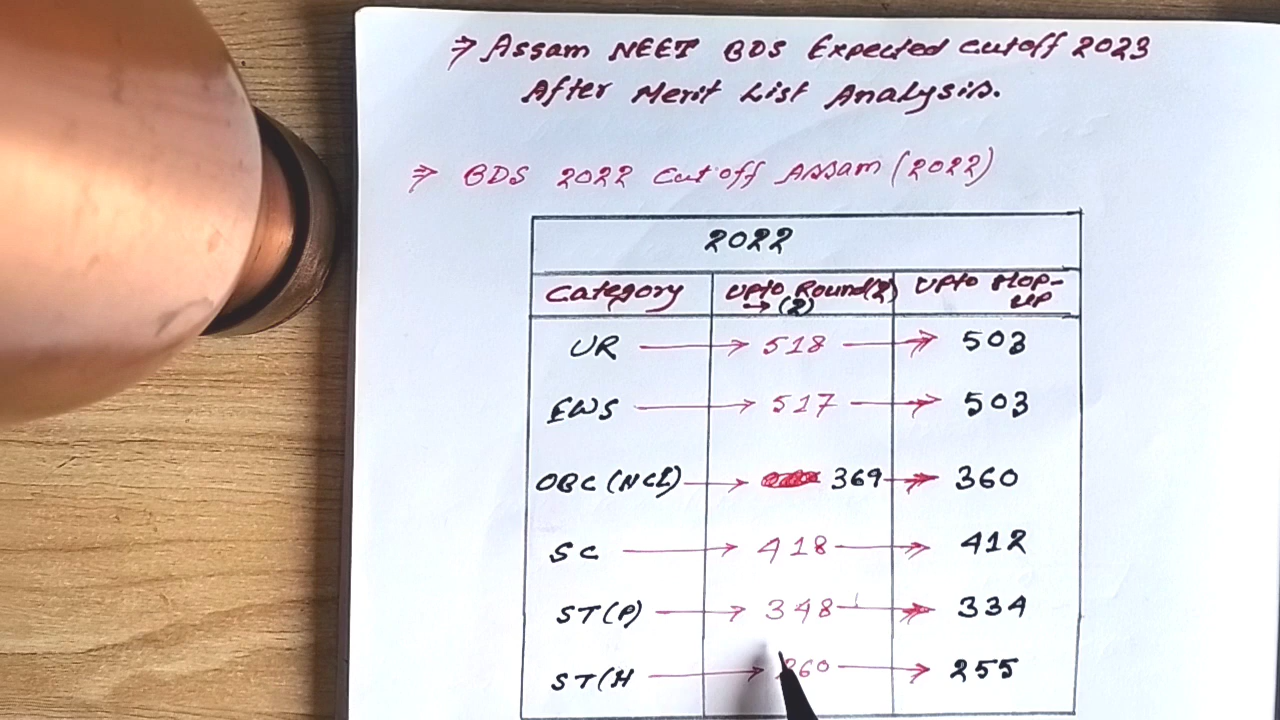 ⇒ Assam NEET BDS Expected Cutoff 2023
After Merit List Analysis.
⇒ BDS 2022 Cutoff Assam (2022)
2022
Category Upto Round(2) Upto Mop-
→ (2) up
UR → 518 → 503
EWS → 517 → 503
OBC (NCL) → 369 → 360
SC → 418 → 412
ST(P) → 348 → 334
ST(H → 260 → 255